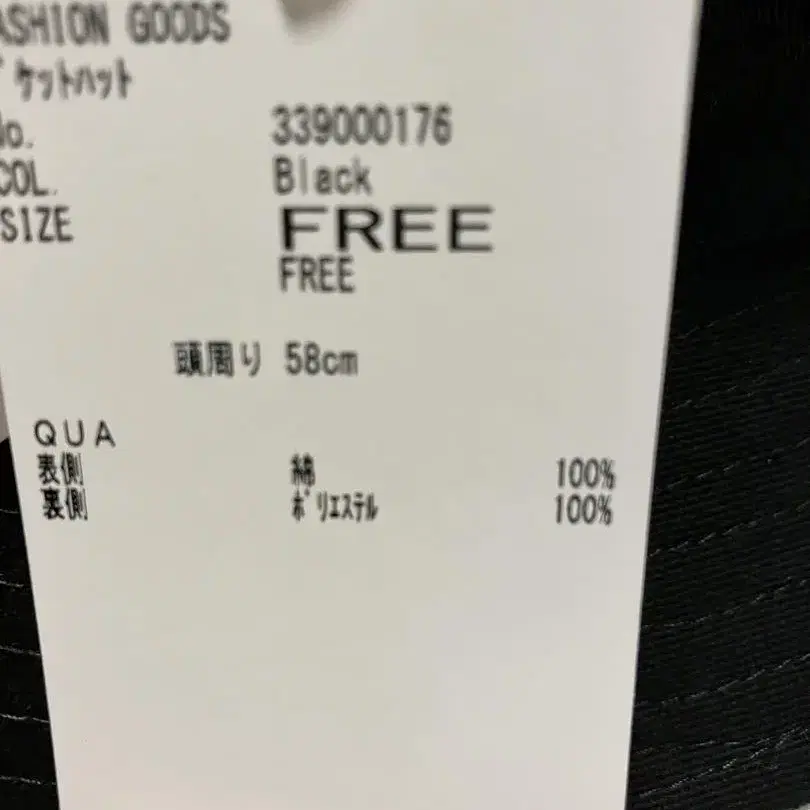 ASHION GOODS
ケットハット
No. 339000176
COL. Black
SIZE FREE
FREE
頭周り 58cm
QUA
表側 綿 100%
裏側 ポリエステル 100%